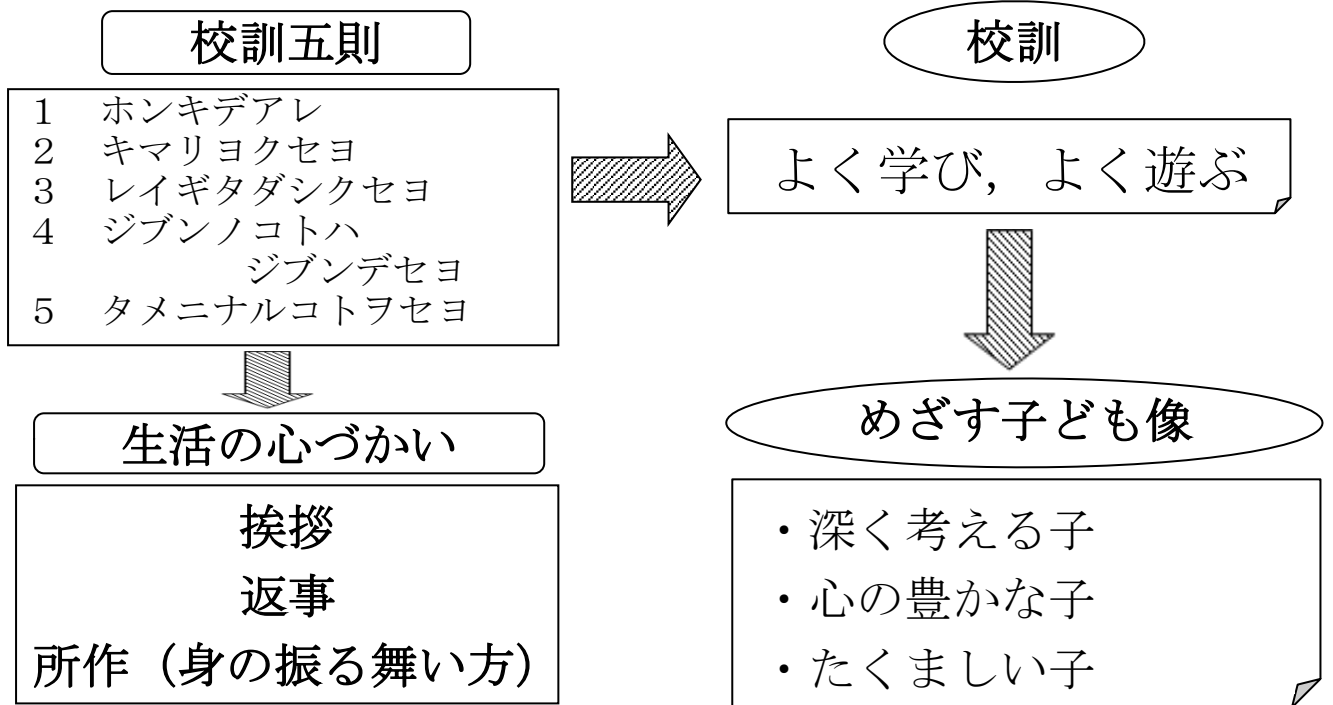 校訓五則
1 ホンキデアレ
2 キマリヨクセヨ
3 レイギタダシクセヨ
4 ジブンノコトハ
ジブンデセヨ
5 タメニナルコトヲセヨ
生活の心づかい
挨拶
返事
所作（身の振る舞い方）
校訓
よく学び，よく遊ぶ
めざす子ども像
・深く考える子
・心の豊かな子
・たくましい子